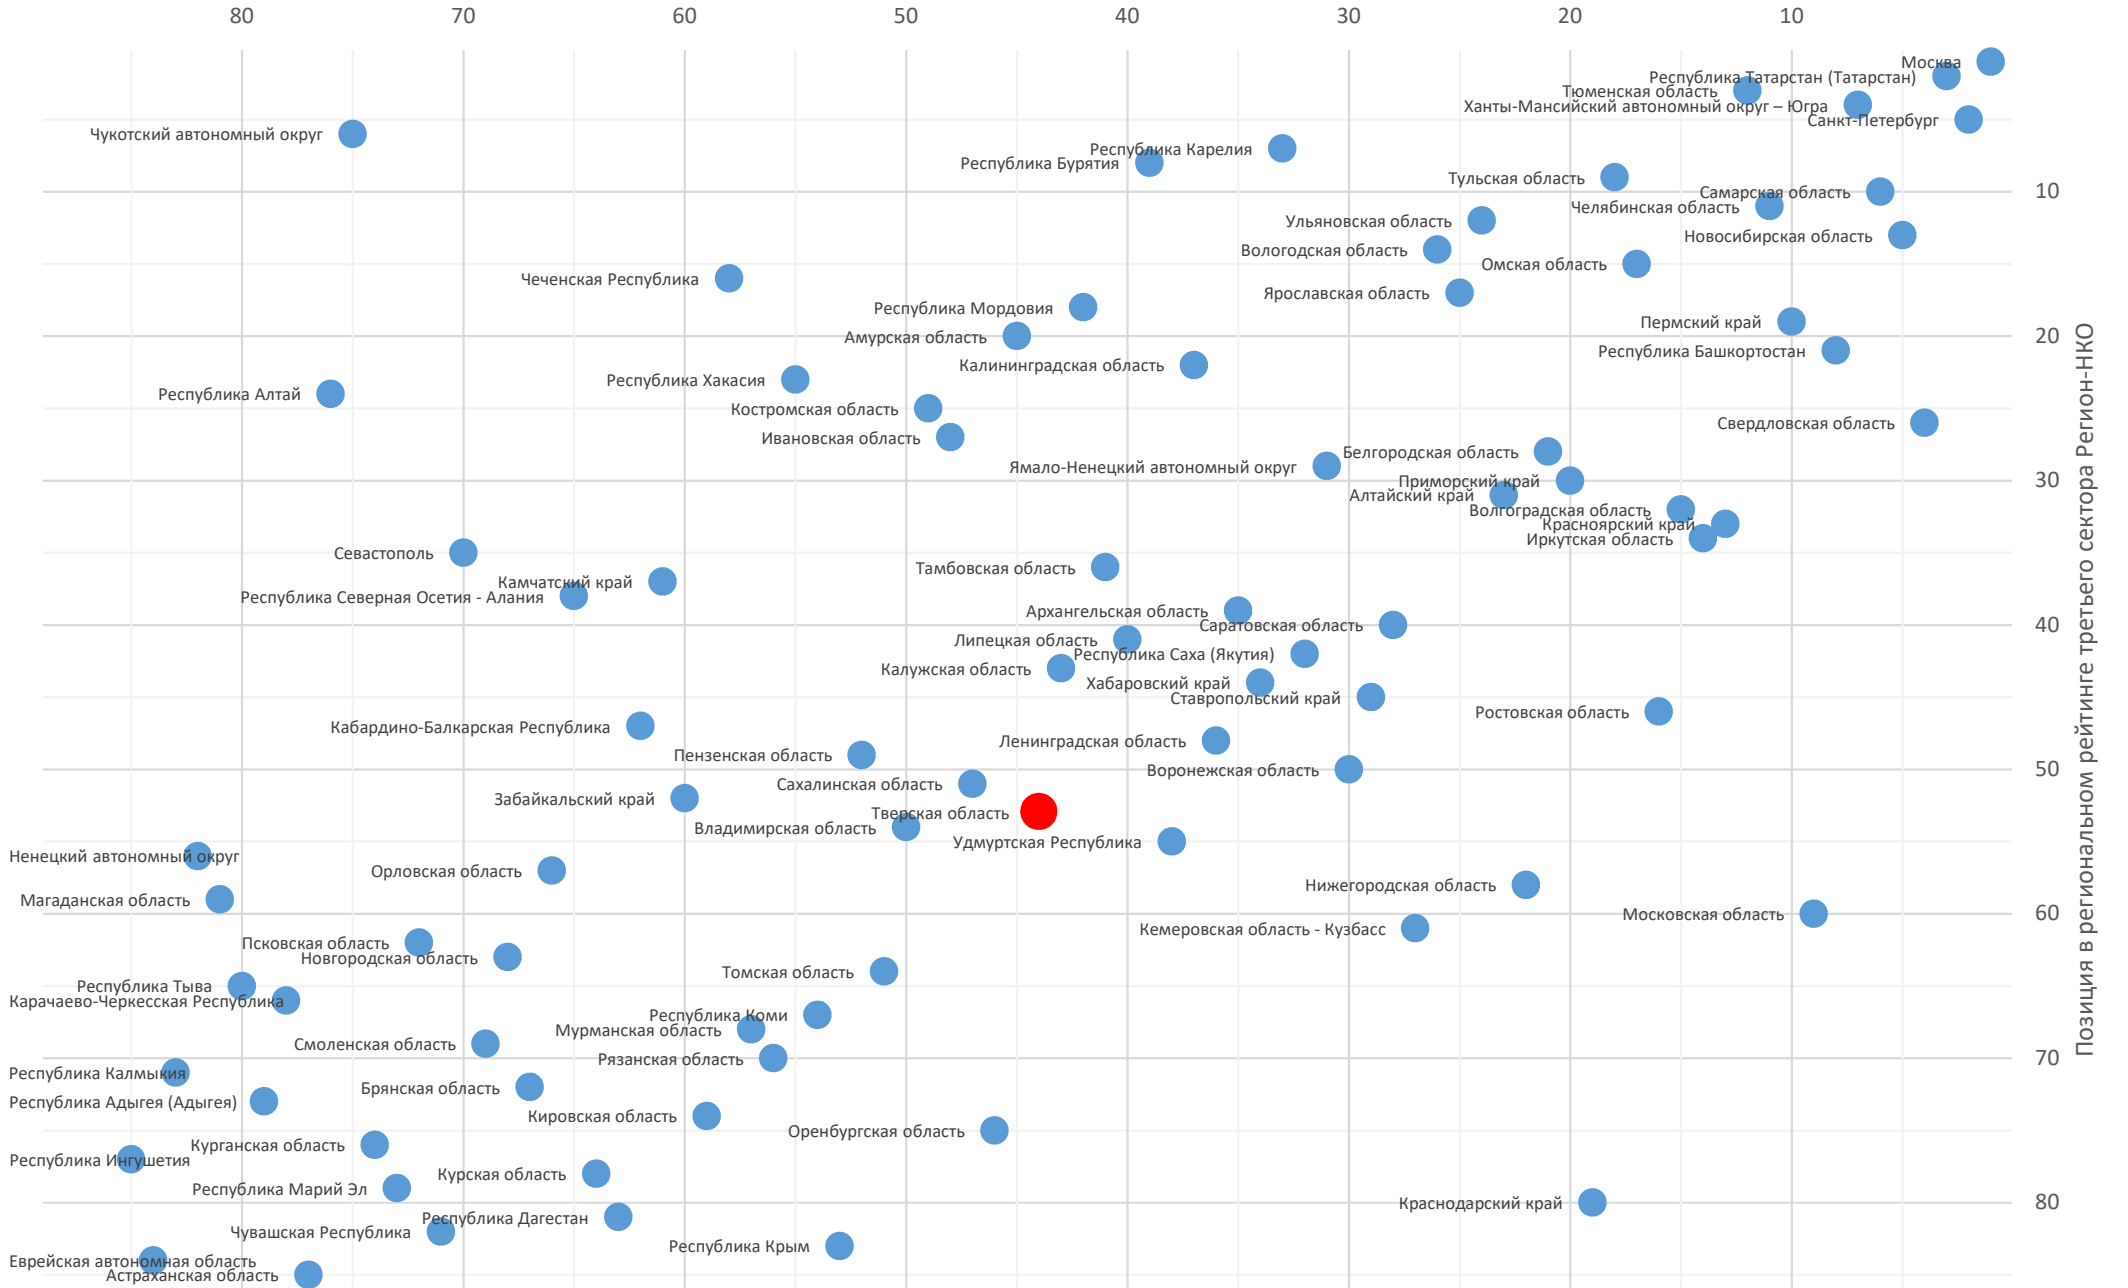 80 70 60 50 40 30 20 10
Москва
Республика Татарстан (Татарстан)
Тюменская область
Ханты-Мансийский автономный округ – Югра
Санкт-Петербург
Чукотский автономный округ
Республика Карелия
Республика Бурятия
Тульская область
Самарская область
10
Челябинская область
Ульяновская область
Новосибирская область
Вологодская область
Омская область
Чеченская Республика
Ярославская область
Республика Мордовия
Пермский край
Амурская область
20
Республика Башкортостан
Калининградская область
Республика Хакасия
Республика Алтай
Костромская область
Свердловская область
Ивановская область
Белгородская область
Ямало-Ненецкий автономный округ
Приморский край
30
Алтайский край
Волгоградская область
Красноярский край
Иркутская область
Севастополь
Тамбовская область
Камчатский край
Республика Северная Осетия - Алания
Архангельская область
Саратовская область
40
Липецкая область
Республика Саха (Якутия)
Калужская область
Хабаровский край
Ставропольский край
Ростовская область
Кабардино-Балкарская Республика
Ленинградская область
Пензенская область
Воронежская область
50
Сахалинская область
Забайкальский край
Тверская область
Владимирская область
Удмуртская Республика
Ненецкий автономный округ
Орловская область
Нижегородская область
Магаданская область
Московская область
60
Кемеровская область - Кузбасс
Псковская область
Новгородская область
Томская область
Республика Тыва
Карачаево-Черкесская Республика
Республика Коми
Мурманская область
Смоленская область
Рязанская область
70
Республика Калмыкия
Брянская область
Республика Адыгея (Адыгея)
Кировская область
Оренбургская область
Курганская область
Республика Ингушетия
Курская область
Республика Марий Эл
Краснодарский край
80
Республика Дагестан
Чувашская Республика
Республика Крым
Еврейская автономная область
Астраханская область
Позиция в региональном рейтинге третьего сектора Регион-НКО